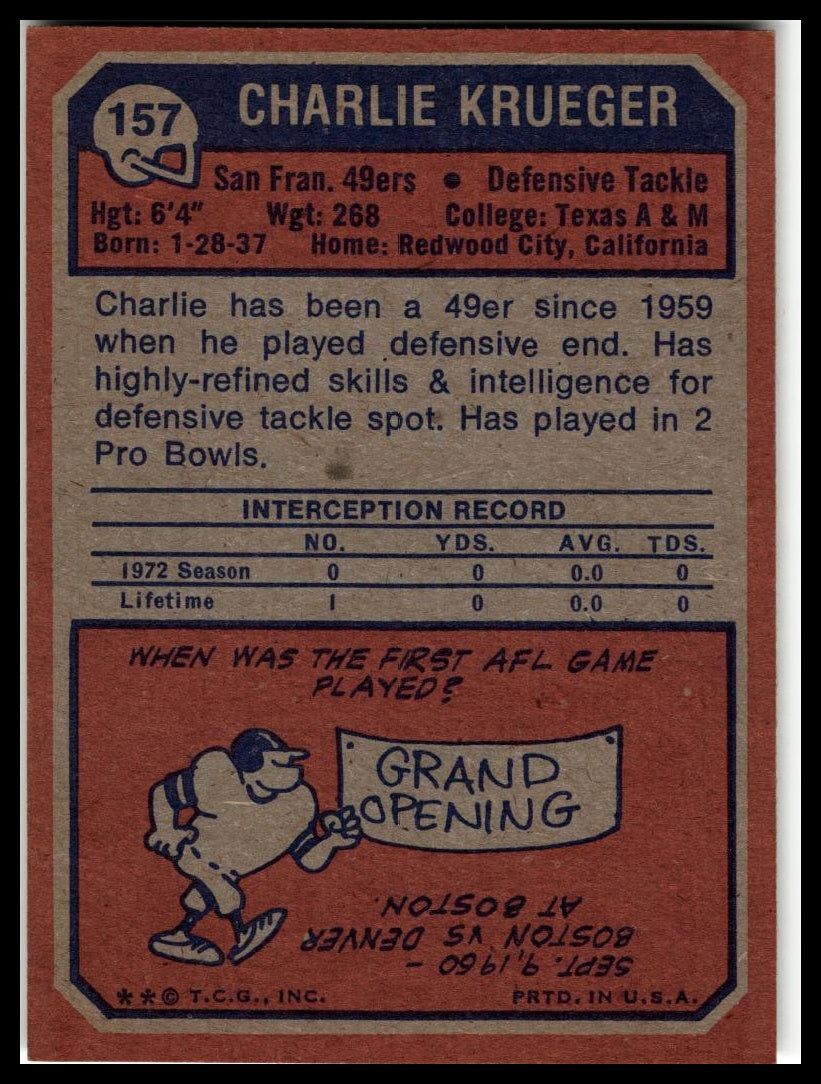 157
CHARLIE KRUEGER
San Fran. 49ers ● Defensive Tackle
Hgt: 6'4" Wgt: 268 College: Texas A & M
Born: 1-28-37 Home: Redwood City, California
Charlie has been a 49er since 1959
when he played defensive end. Has
highly-refined skills & intelligence for
defensive tackle spot. Has played in 2
Pro Bowls.
INTERCEPTION RECORD
NO. YDS. AVG. TDS.
1972 Season 0 0 0.0 0
Lifetime 1 0 0.0 0
WHEN WAS THE FIRST AFL GAME
PLAYED?
GRAND
OPENING
SEPT. 9, 1960 -
BOSTON VS DENVER
AT BOSTON.
**© T.C.G., INC. PRTD. IN U.S.A.